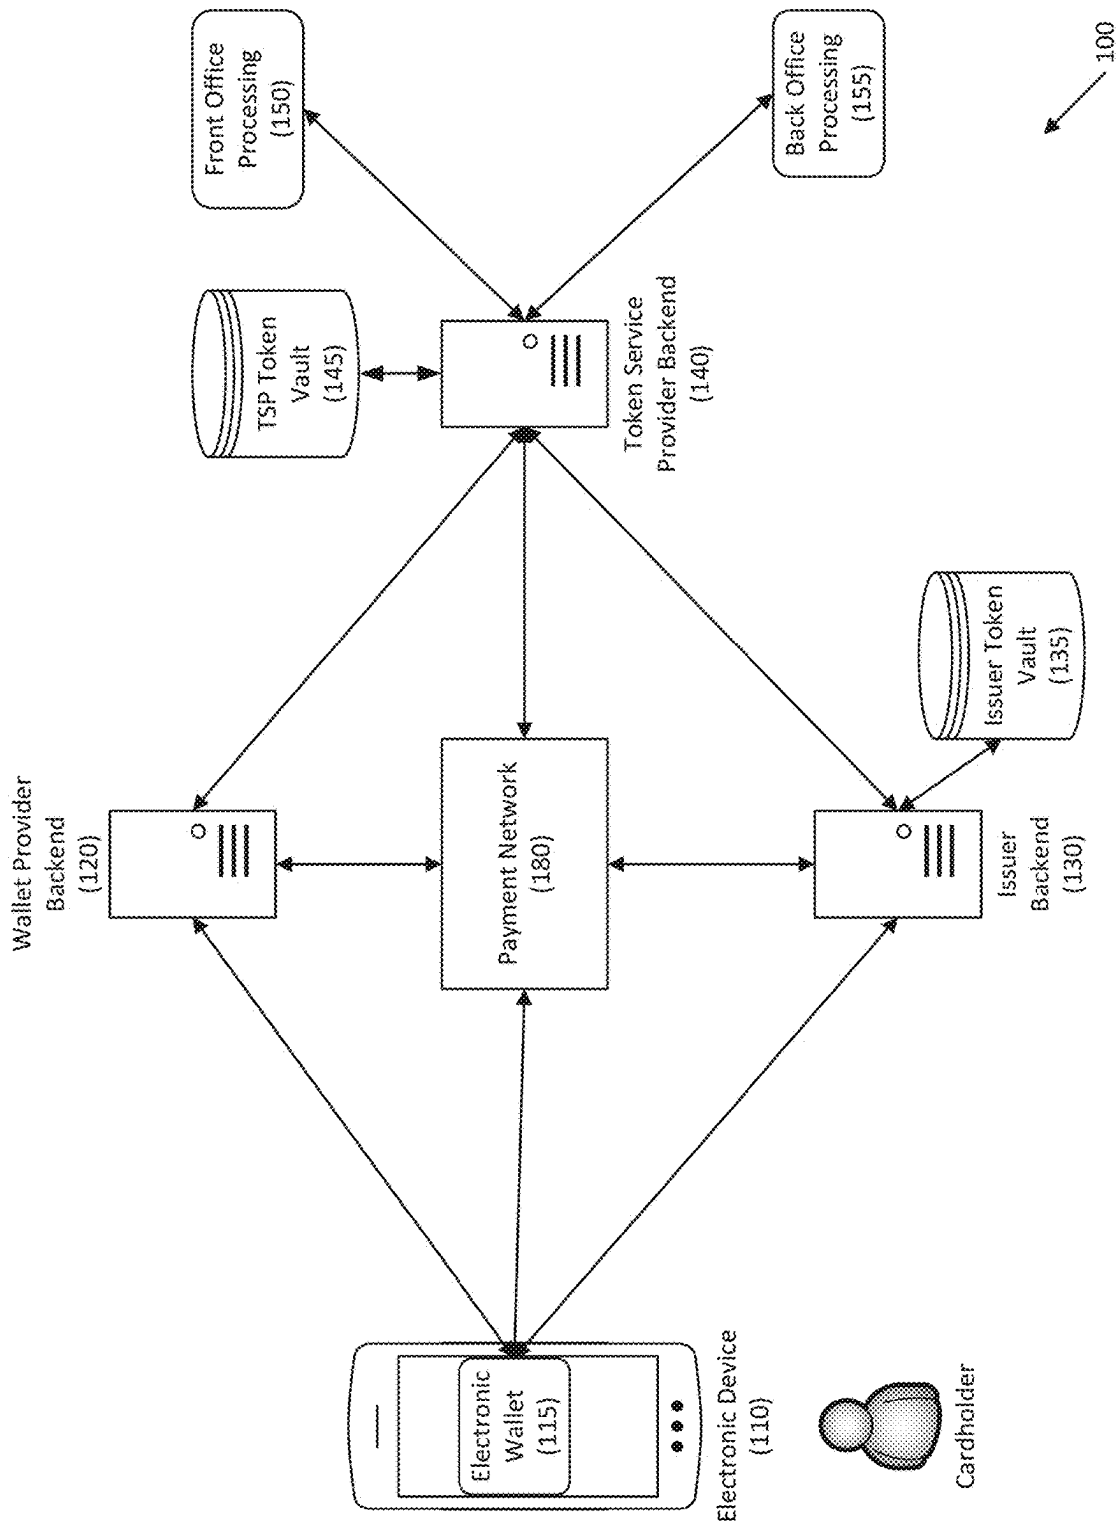 Wallet Provider
Backend
(120)
Front Office
Processing
(150)
TSP Token
Vault
(145)
Electronic
Wallet
(115)
Payment Network
(180)
Token Service
Provider Backend
(140)
Electronic Device
(110)
Back Office
Processing
(155)
Issuer Token
Vault
(135)
Issuer
Backend
(130)
Cardholder
100